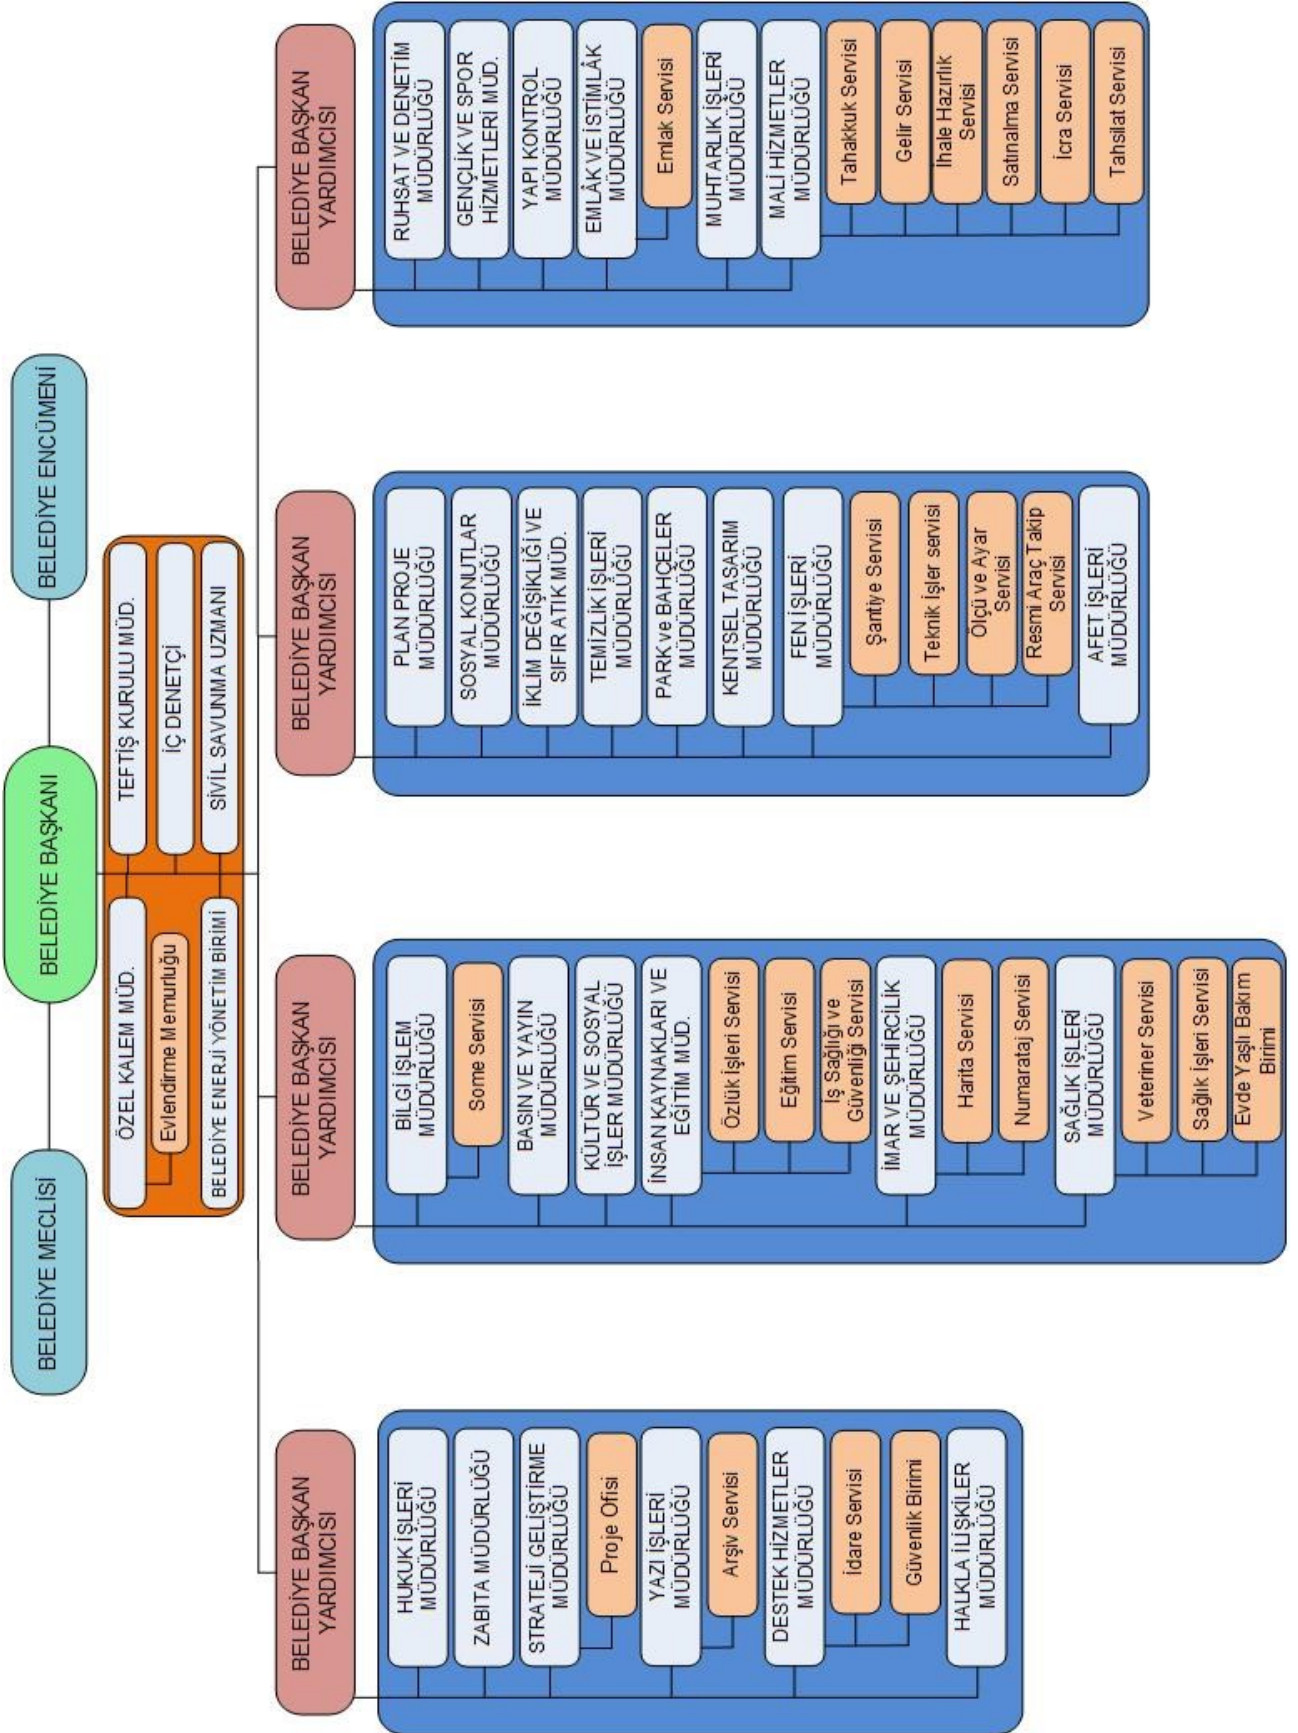 BELEDİYE MECLİSİ
BELEDİYE BAŞKANI
BELEDİYE ENCÜMENİ
ÖZEL KALEM MÜD.
Evlendirme Memurluğu
BELEDİYE ENERJİ YÖNETİM BİRİMİ
TEFTİŞ KURULU MÜD.
İÇ DENETÇİ
SİVİL SAVUNMA UZMANI
BELEDİYE BAŞKAN
YARDIMCISI
HUKUK İŞLERİ
MÜDÜRLÜĞÜ
ZABITA MÜDÜRLÜĞÜ
STRATEJİ GELİŞTİRME
MÜDÜRLÜĞÜ
Proje Ofisi
YAZI İŞLERİ
MÜDÜRLÜĞÜ
Arşiv Servisi
DESTEK HİZMETLER
MÜDÜRLÜĞÜ
İdare Servisi
Güvenlik Birimi
HALKLA İLİŞKİLER
MÜDÜRLÜĞÜ
BELEDİYE BAŞKAN
YARDIMCISI
BİLGİ İŞLEM
MÜDÜRLÜĞÜ
Some Servisi
BASIN VE YAYIN
MÜDÜRLÜĞÜ
KÜLTÜR VE SOSYAL
İŞLER MÜDÜRLÜĞÜ
İNSAN KAYNAKLARI VE
EĞİTİM MÜD.
Özlük İşleri Servisi
Eğitim Servisi
İş Sağlığı ve
Güvenliği Servisi
İMAR VE ŞEHİRCİLİK
MÜDÜRLÜĞÜ
Harita Servisi
Numarataj Servisi
SAĞLIK İŞLERİ
MÜDÜRLÜĞÜ
Veteriner Servisi
Sağlık İşleri Servisi
Evde Yaşlı Bakım
Birimi
BELEDİYE BAŞKAN
YARDIMCISI
PLAN PROJE
MÜDÜRLÜĞÜ
SOSYAL KONUTLAR
MÜDÜRLÜĞÜ
İKLİM DEĞİŞİKLİĞİ VE
SIFIR ATIK MÜD.
TEMİZLİK İŞLERİ
MÜDÜRLÜĞÜ
PARK ve BAHÇELER
MÜDÜRLÜĞÜ
KENTSEL TASARIM
MÜDÜRLÜĞÜ
FEN İŞLERİ
MÜDÜRLÜĞÜ
Şantiye Servisi
Teknik İşler servisi
Ölçü ve Ayar
Servisi
Resmi Araç Takip
Servisi
AFET İŞLERİ
MÜDÜRLÜĞÜ
BELEDİYE BAŞKAN
YARDIMCISI
RUHSAT VE DENETİM
MÜDÜRLÜĞÜ
GENÇLİK VE SPOR
HİZMETLERİ MÜD.
YAPI KONTROL
MÜDÜRLÜĞÜ
EMLÂK VE İSTİMLÂK
MÜDÜRLÜĞÜ
Emlak Servisi
MUHTARLIK İŞLERİ
MÜDÜRLÜĞÜ
MALİ HİZMETLER
MÜDÜRLÜĞÜ
Tahakkuk Servisi
Gelir Servisi
İhale Hazırlık
Servisi
Satınalma Servisi
İcra Servisi
Tahsilat Servisi